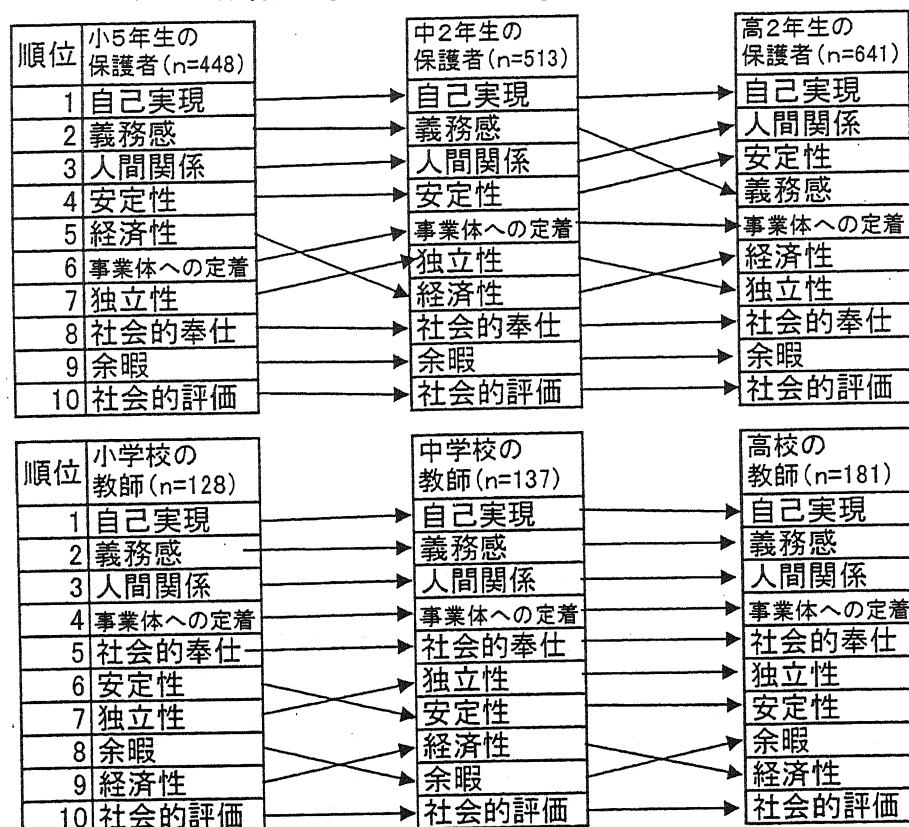 順位 小5年生の保護者(n=448) 中2年生の保護者(n=513) 高2年生の保護者(n=641)
1 自己実現 自己実現 自己実現
2 義務感 義務感 人間関係
3 人間関係 人間関係 安定性
4 安定性 安定性 義務感
5 経済性 事業体への定着 事業体への定着
6 事業体への定着 独立性 経済性
7 独立性 経済性 独立性
8 社会的奉仕 社会的奉仕 社会的奉仕
9 余暇 余暇 余暇
10 社会的評価 社会的評価 社会的評価
順位 小学校の教師(n=128) 中学校の教師(n=137) 高校の教師(n=181)
1 自己実現 自己実現 自己実現
2 義務感 義務感 義務感
3 人間関係 人間関係 人間関係
4 事業体への定着 事業体への定着 事業体への定着
5 社会的奉仕 社会的奉仕 社会的奉仕
6 安定性 独立性 独立性
7 独立性 安定性 安定性
8 余暇 経済性 余暇
9 経済性 余暇 経済性
10 社会的評価 社会的評価 社会的評価